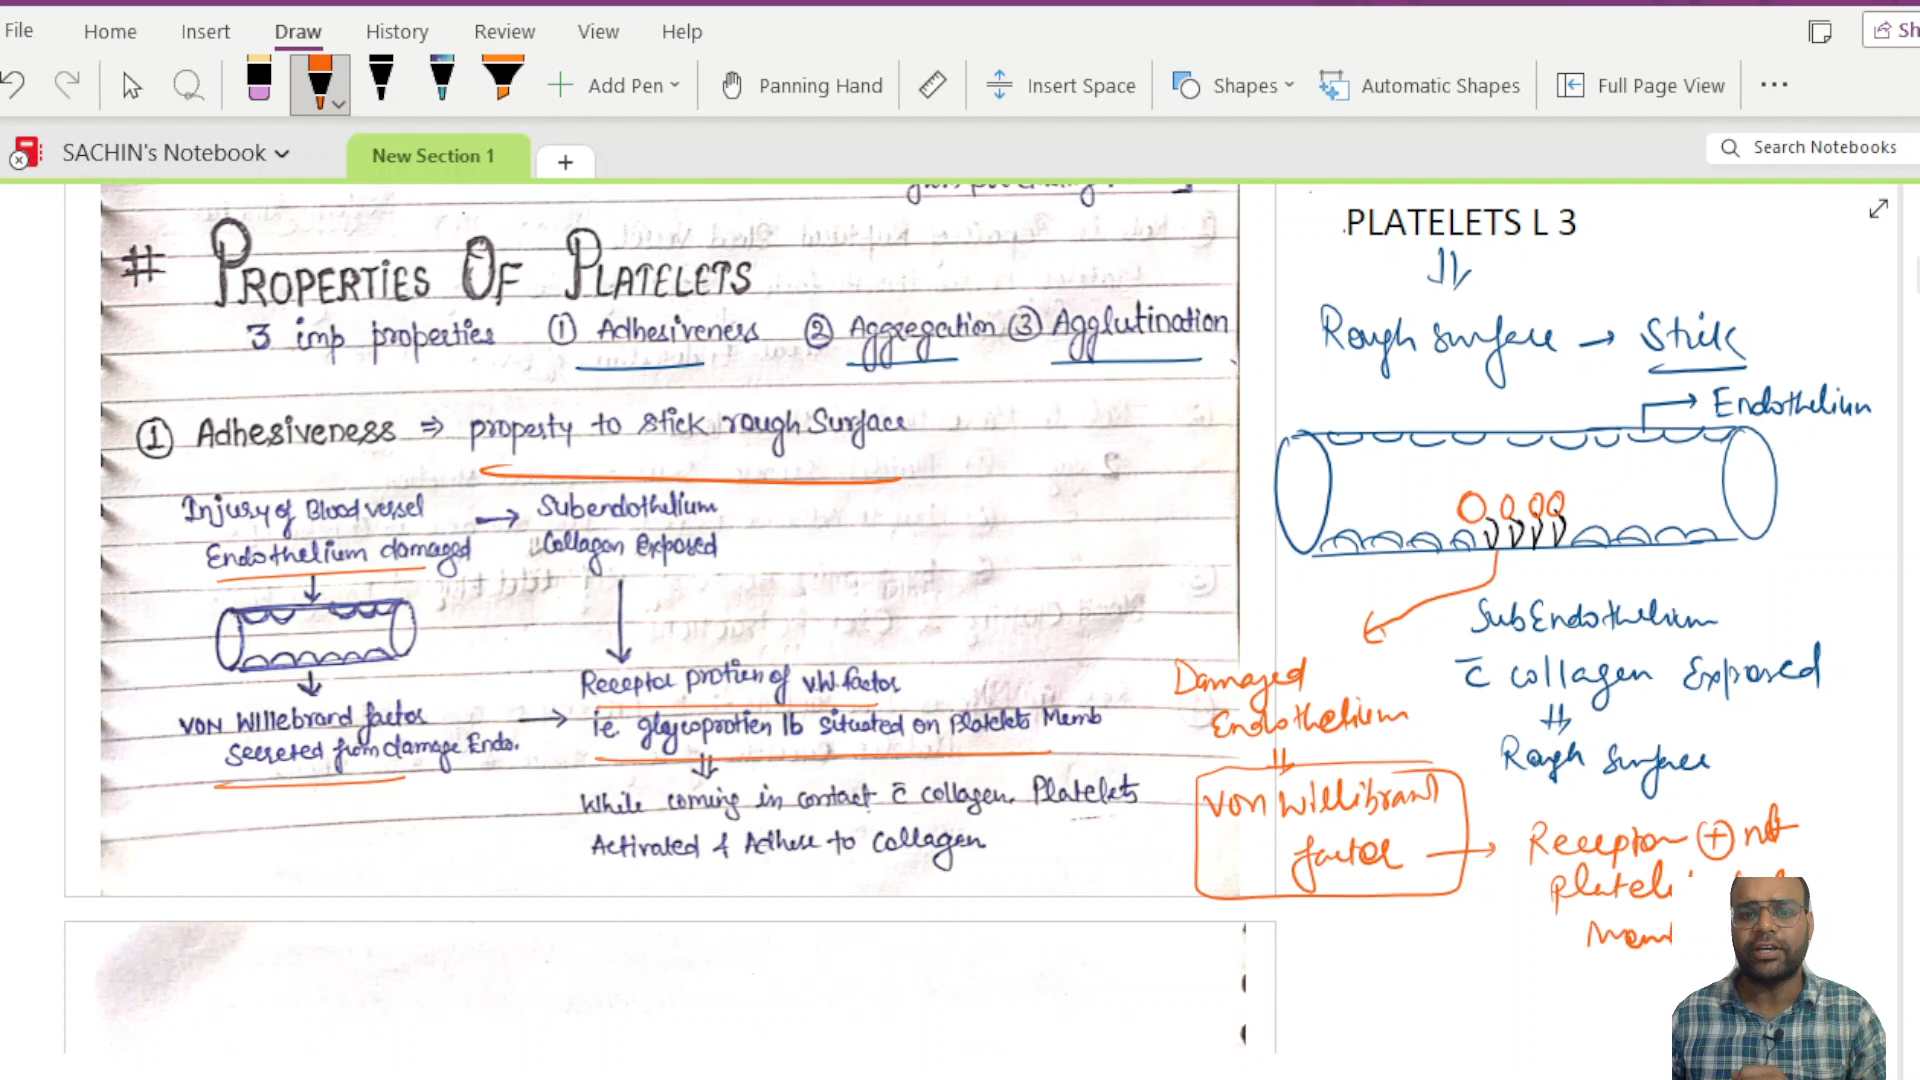 File Home Insert Draw History Review View Help Sh
Add Pen Panning Hand Insert Space Shapes Automatic Shapes Full Page View
SACHIN's Notebook New Section 1 + Search Notebooks
# PROPERTIES OF PLATELETS
3 imp properties ① Adhesiveness ② Aggregation ③ Agglutination
① Adhesiveness ⇒ property to stick rough Surface
Injury of Blood vessel → Subendothelium
Endothelium damaged Collagen exposed
Receptor protien of v.W. factor
VON Willebrand factor → ie. glycoprotien Ib situated on Platelets Memb
Secreted from damage Endo.
While coming in contact c̄ collagen. Platelets
Activated & Adhere to Collagen
PLATELETS L 3
Rough surface → Stick
Endothelium
SubEndothelium
c̄ collagen Exposed
Rough surface
Damaged
Endothelium
von Willibrand
factor → Receptor ⊕ nt